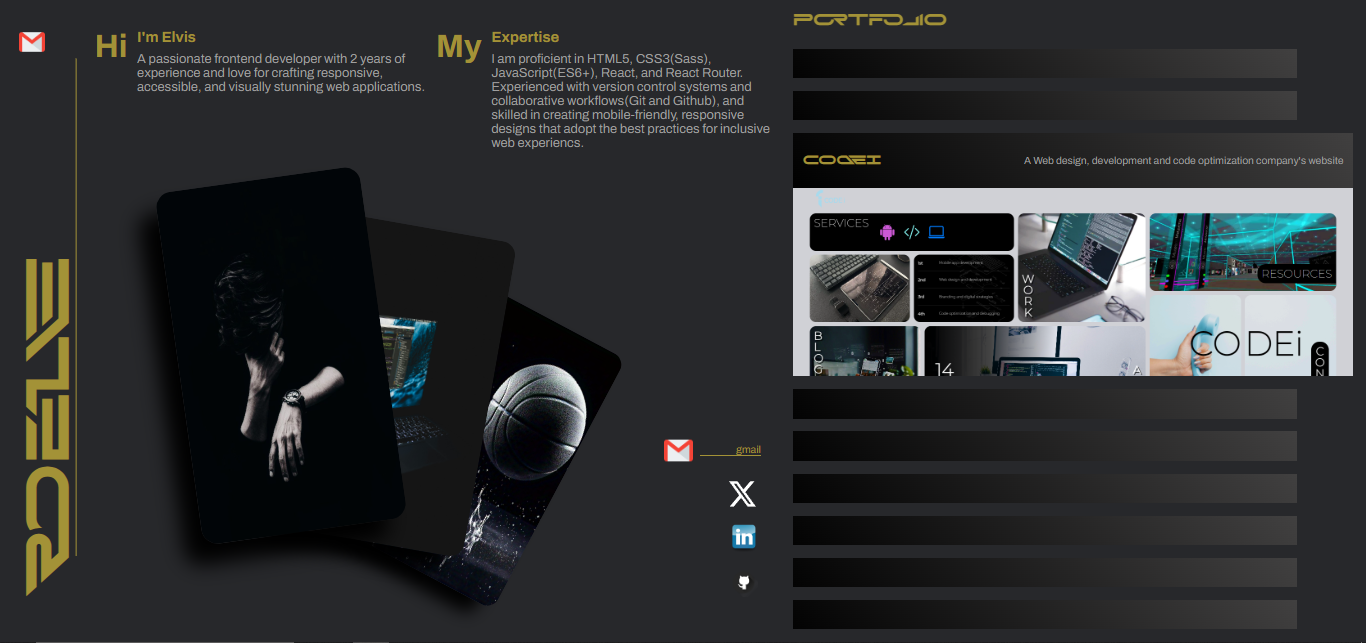 Hi
I'm Elvis
A passionate frontend developer with 2 years of
experience and love for crafting responsive,
accessible, and visually stunning web applications.
My
Expertise
I am proficient in HTML5, CSS3(Sass),
JavaScript(ES6+), React, and React Router.
Experienced with version control systems and
collaborative workflows(Git and Github), and
skilled in creating mobile-friendly, responsive
designs that adopt the best practices for inclusive
web experiencs.
gmail
in
PORTFOLIO
CODEI
A Web design, development and code optimization company's website
SERVICES
1st
2nd
3rd
4th
WORK
RESOURCES
BLOG
14
A
CODEi
CON